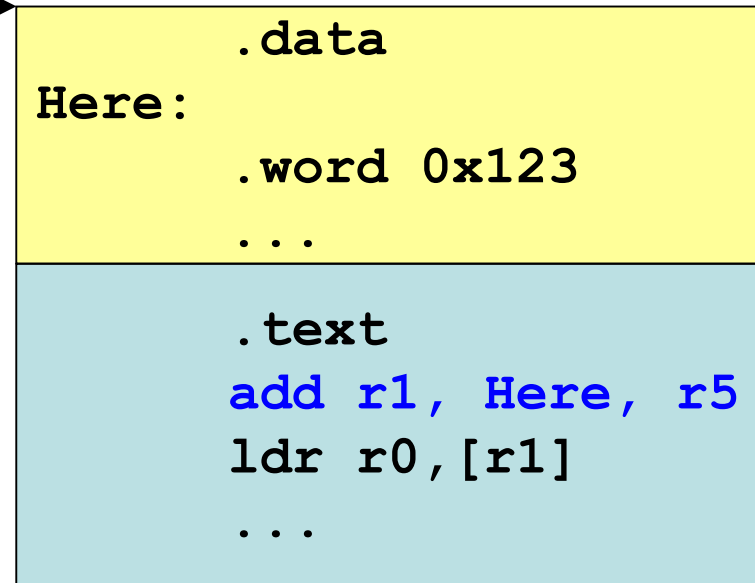 .data
Here:
.word 0x123
...
.text
add r1, Here, r5
ldr r0,[r1]
...